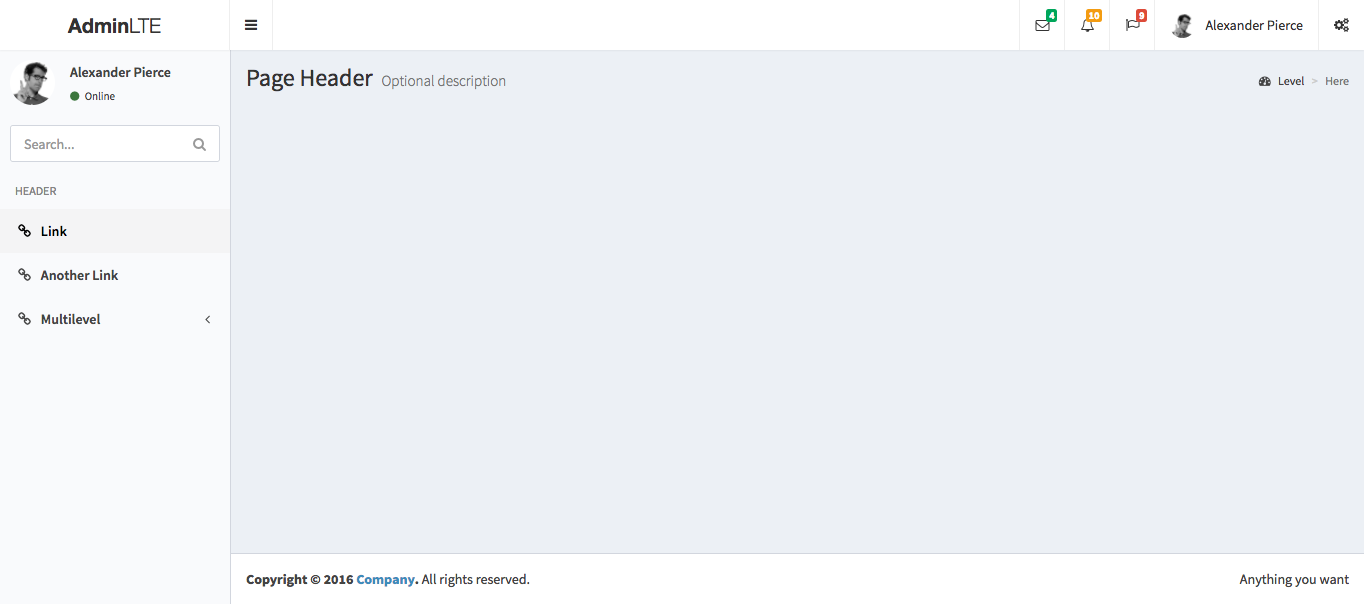 AdminLTE
4
10
9
Alexander Pierce
Alexander Pierce
Online
Search...
HEADER
Link
Another Link
Multilevel
Page Header Optional description
Level > Here
Copyright © 2016 Company. All rights reserved.
Anything you want